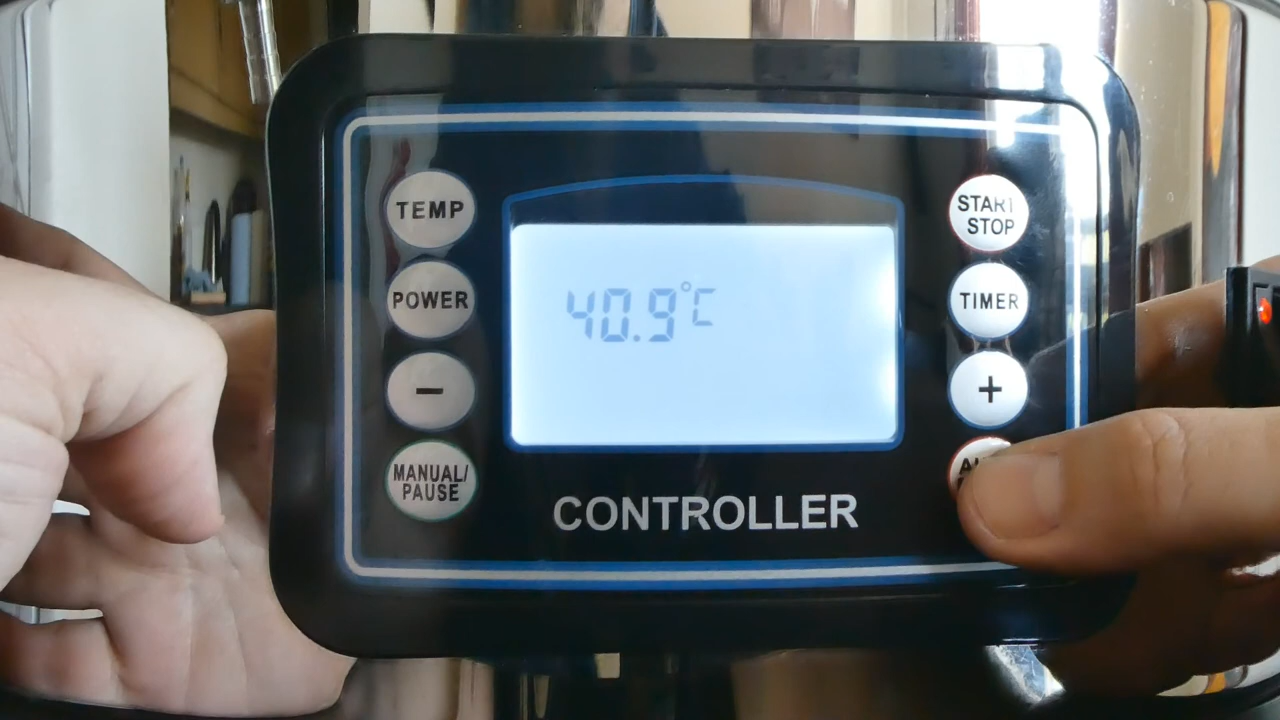 TEMP
START
STOP
POWER
40.9°C
TIMER
−
+
MANUAL/
PAUSE
CONTROLLER